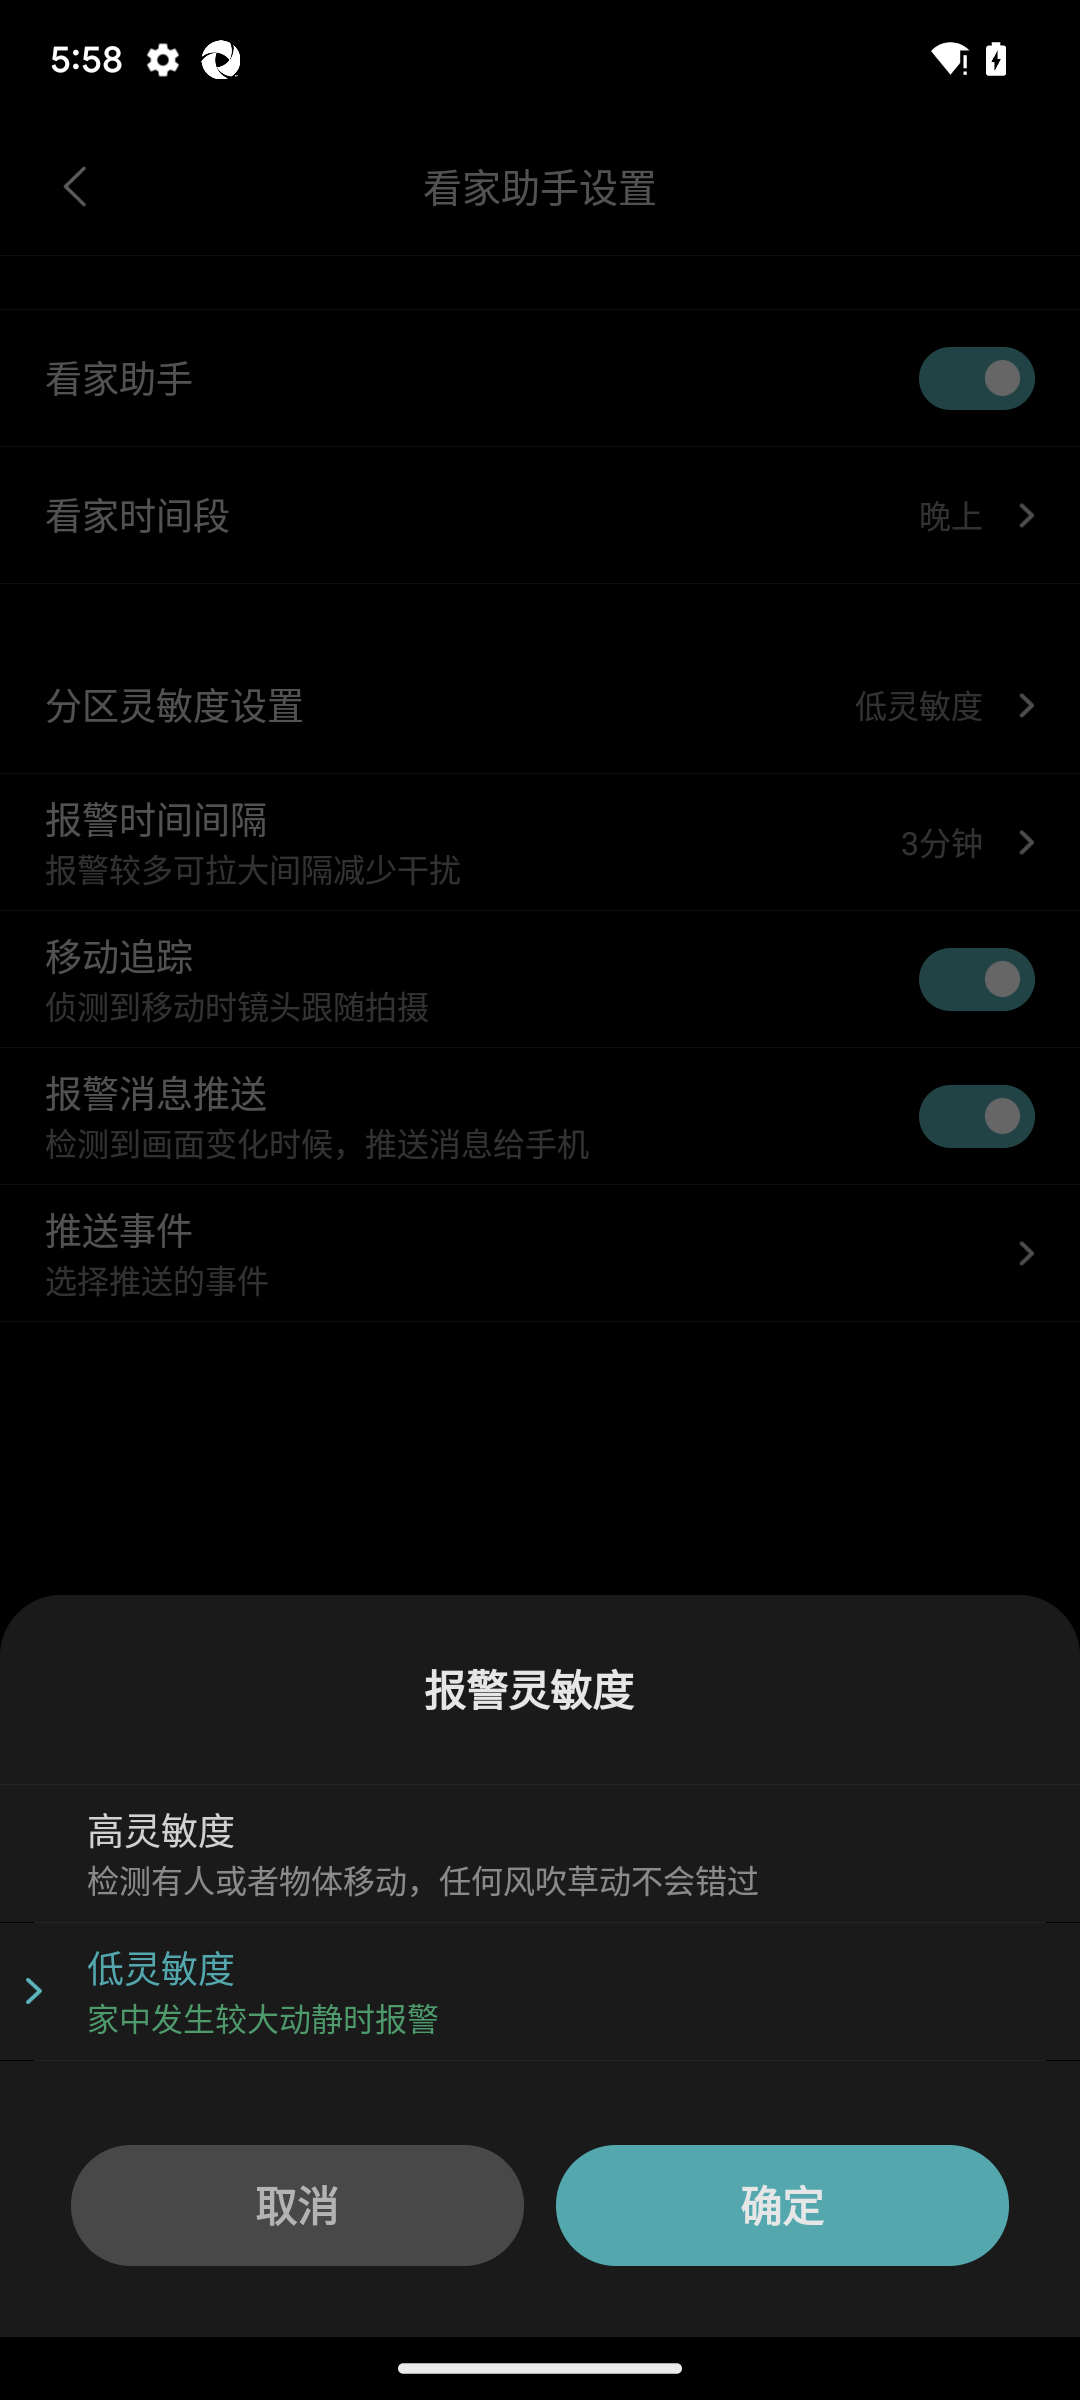 5:58
看家助手设置
看家助手
看家时间段
晚上
分区灵敏度设置
低灵敏度
报警时间间隔
报警较多可拉大间隔减少干扰
3分钟
移动追踪
侦测到移动时镜头跟随拍摄
报警消息推送
检测到画面变化时候，推送消息给手机
推送事件
选择推送的事件
报警灵敏度
高灵敏度
检测有人或者物体移动，任何风吹草动不会错过
低灵敏度
家中发生较大动静时报警
取消
确定